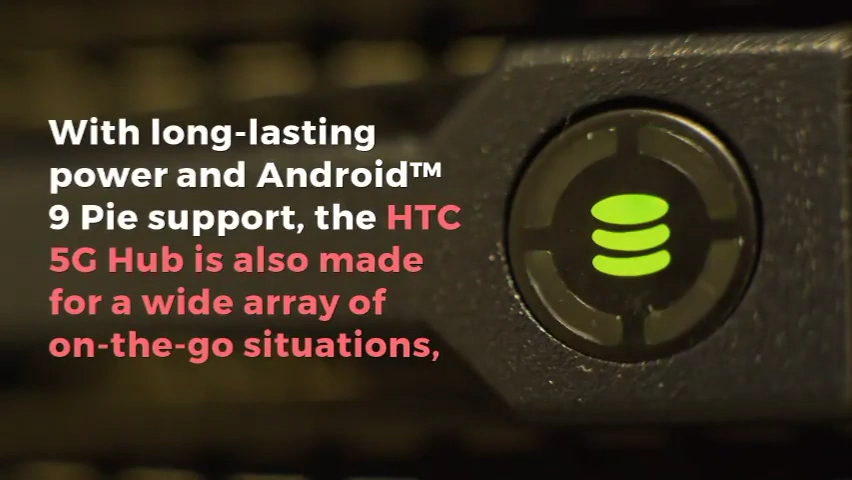 With long-lasting
power and Android™
9 Pie support, the HTC
5G Hub is also made
for a wide array of
on-the-go situations,